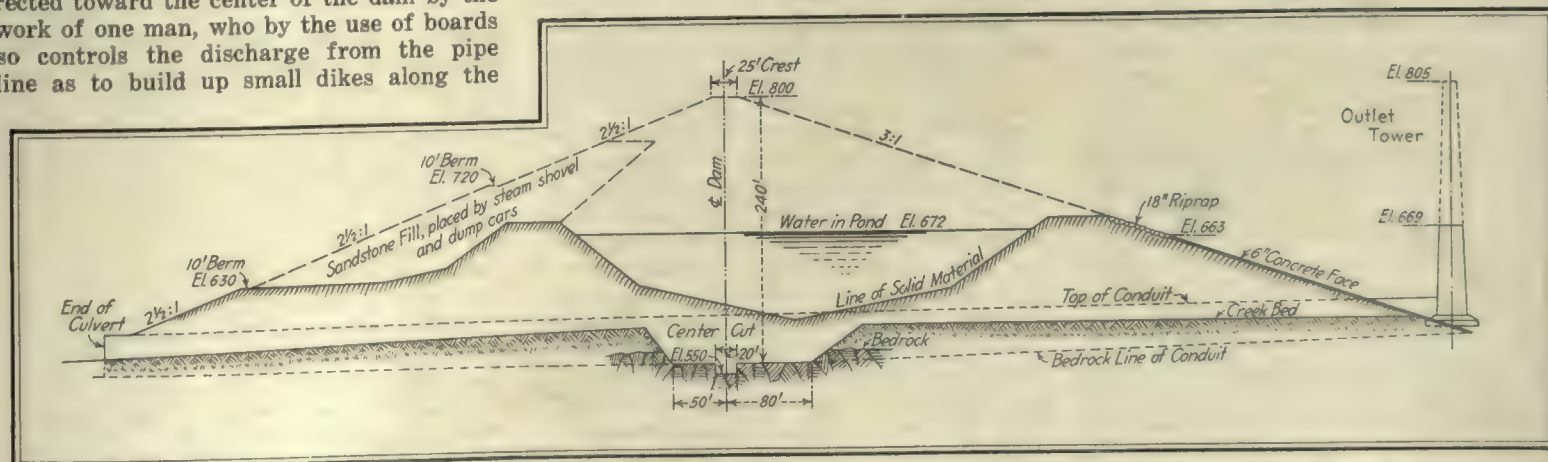 rected toward the center of the dam by the
work of one man, who by the use of boards
so controls the discharge from the pipe
line as to build up small dikes along the
25' Crest
El. 800
El. 805
Outlet
Tower
2½:1
3:1
10' Berm
El. 720
℄ Dam
240'
18" Riprap
Water in Pond El. 672
El. 663
El. 669
2½:1
Sandstone Fill, placed by steam shovel
and dump cars
10' Berm
El. 630
Line of Solid Material
6" Concrete Face
End of
Culvert
2½:1
Top of Conduit
Creek Bed
Center Cut
El. 550
20'
Bedrock
Bedrock Line of Conduit
50'
80'